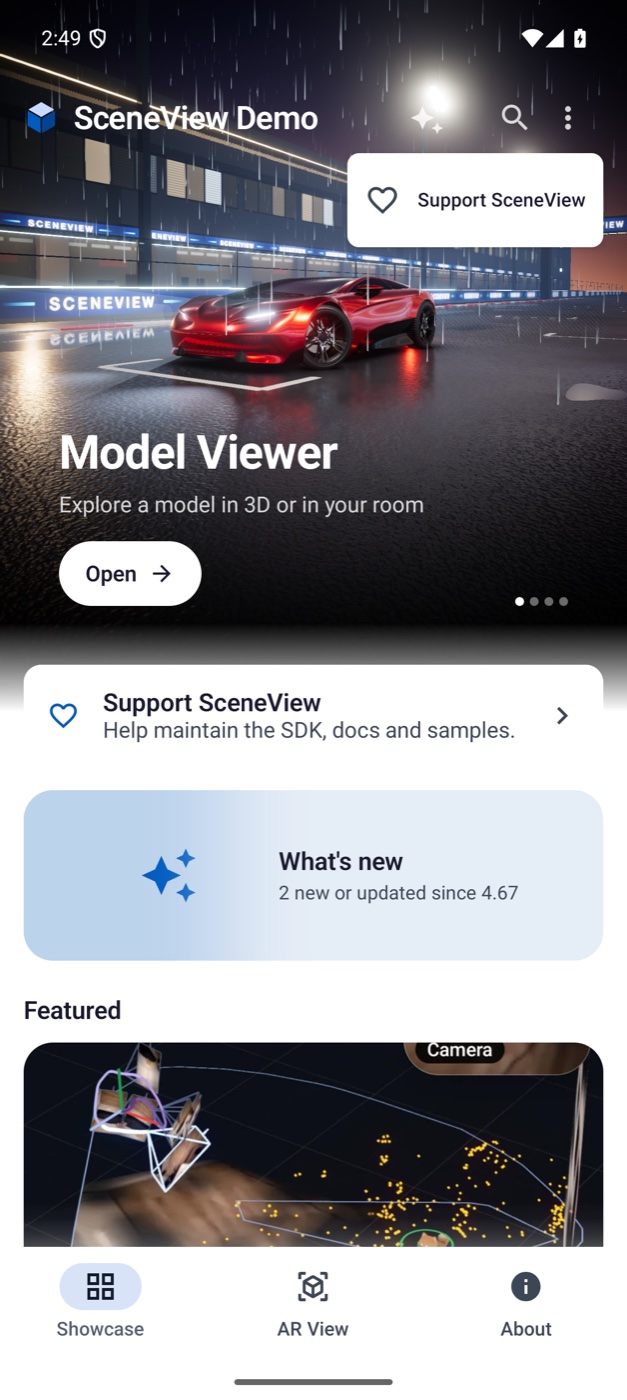 2:49
SceneView Demo
Support SceneView
SCENEVIEW
SCENEVIEW
SCENEVIEW
Model Viewer
Explore a model in 3D or in your room
Open
Support SceneView
Help maintain the SDK, docs and samples.
What's new
2 new or updated since 4.67
Featured
Camera
Showcase
AR View
About